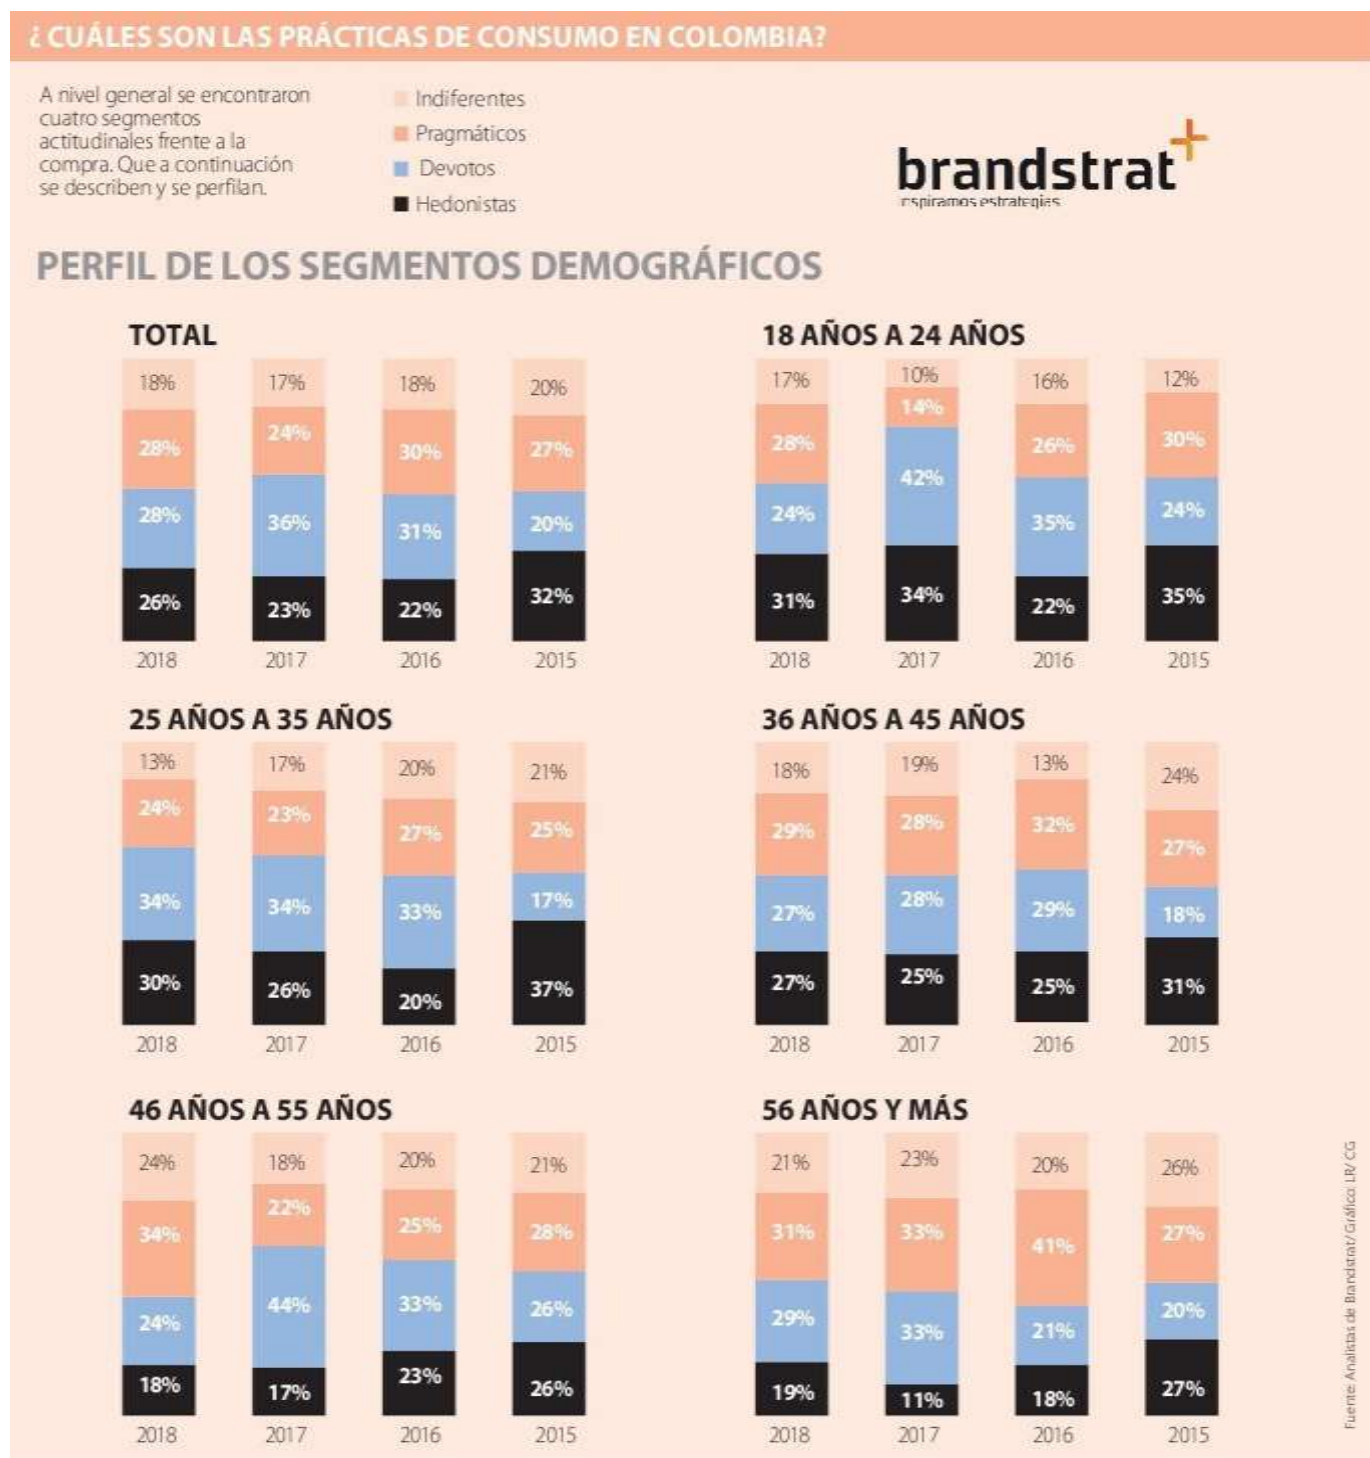 ¿ CUÁLES SON LAS PRÁCTICAS DE CONSUMO EN COLOMBIA?
A nivel general se encontraron
cuatro segmentos
actitudinales frente a la
compra. Que a continuación
se describen y se perfilan.
Indiferentes
Pragmáticos
Devotos
Hedonistas
brandstrat
inspiramos estrategias
PERFIL DE LOS SEGMENTOS DEMOGRÁFICOS
TOTAL
18% 17% 18% 20%
28% 24% 30% 27%
28% 36% 31% 20%
26% 23% 22% 32%
2018 2017 2016 2015
18 AÑOS A 24 AÑOS
17% 10% 16% 12%
28% 14% 26% 30%
24% 42% 35% 24%
31% 34% 22% 35%
2018 2017 2016 2015
25 AÑOS A 35 AÑOS
13% 17% 20% 21%
24% 23% 27% 25%
34% 34% 33% 17%
30% 26% 20% 37%
2018 2017 2016 2015
36 AÑOS A 45 AÑOS
18% 19% 13% 24%
29% 28% 32% 27%
27% 28% 29% 18%
27% 25% 25% 31%
2018 2017 2016 2015
46 AÑOS A 55 AÑOS
24% 18% 20% 21%
34% 22% 25% 28%
24% 44% 33% 26%
18% 17% 23% 26%
2018 2017 2016 2015
56 AÑOS Y MÁS
21% 23% 20% 26%
31% 33% 41% 27%
29% 33% 21% 20%
19% 11% 18% 27%
2018 2017 2016 2015
Fuente: Analistas de Brandstrat/ Gráfico: LR/ CG